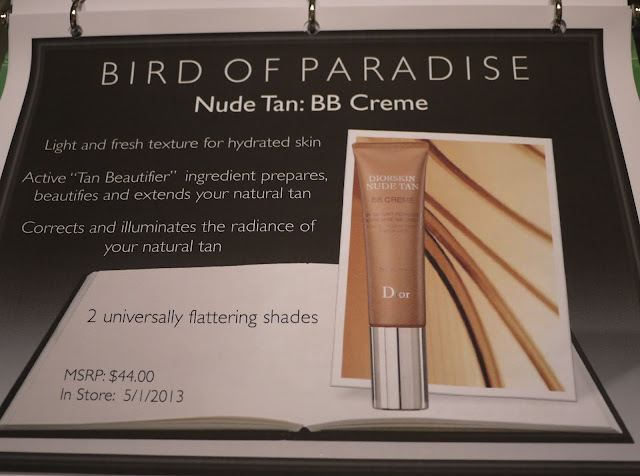 BIRD OF PARADISE
Nude Tan: BB Creme
Light and fresh texture for hydrated skin
Active “Tan Beautifier” ingredient prepares,
beautifies and extends your natural tan
Corrects and illuminates the radiance of
your natural tan
2 universally flattering shades
MSRP: $44.00
In Store: 5/1/2013
DIORSKIN
NUDE TAN
BB CREME
Dior